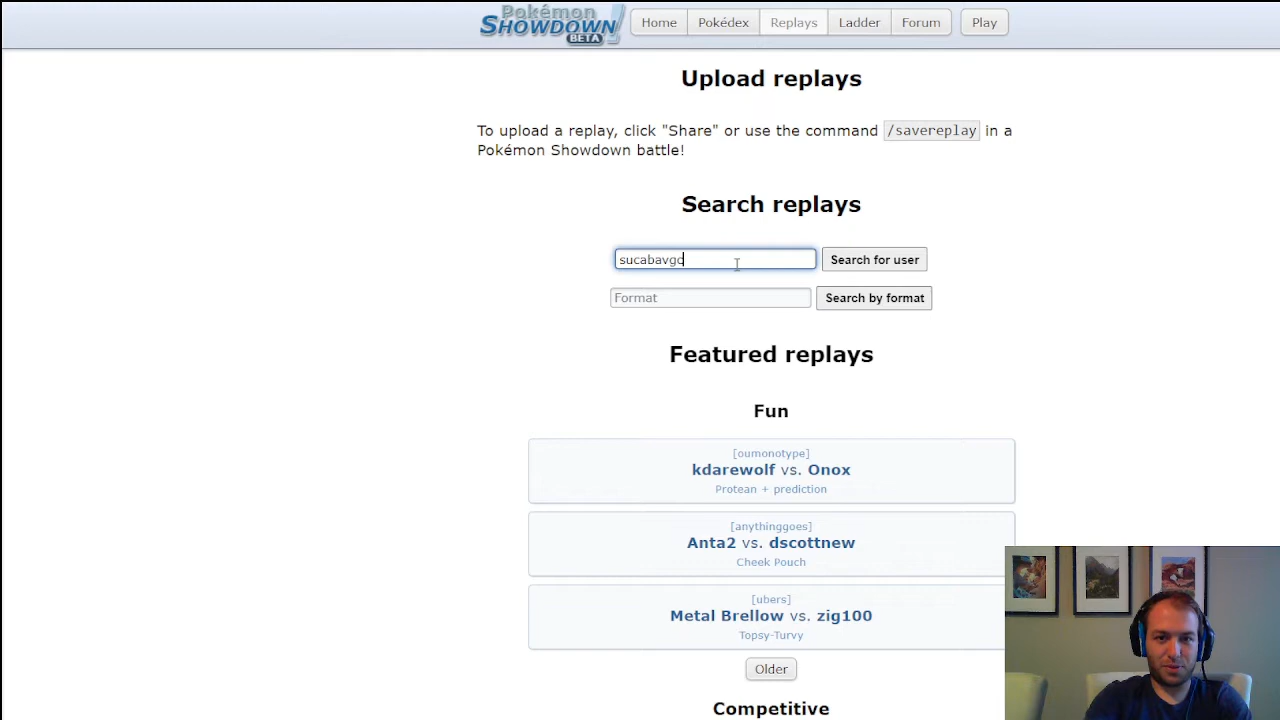 Pokémon
SHOWDOWN!
BETA
Home
Pokédex
Replays
Ladder
Forum
Play
Upload replays
To upload a replay, click "Share" or use the command /savereplay in a
Pokémon Showdown battle!
Search replays
sucabavgc
Search for user
Format
Search by format
Featured replays
Fun
[oumonotype]
kdarewolf vs. Onox
Protean + prediction
[anythinggoes]
Anta2 vs. dscottnew
Cheek Pouch
[ubers]
Metal Brellow vs. zig100
Topsy-Turvy
Older
Competitive